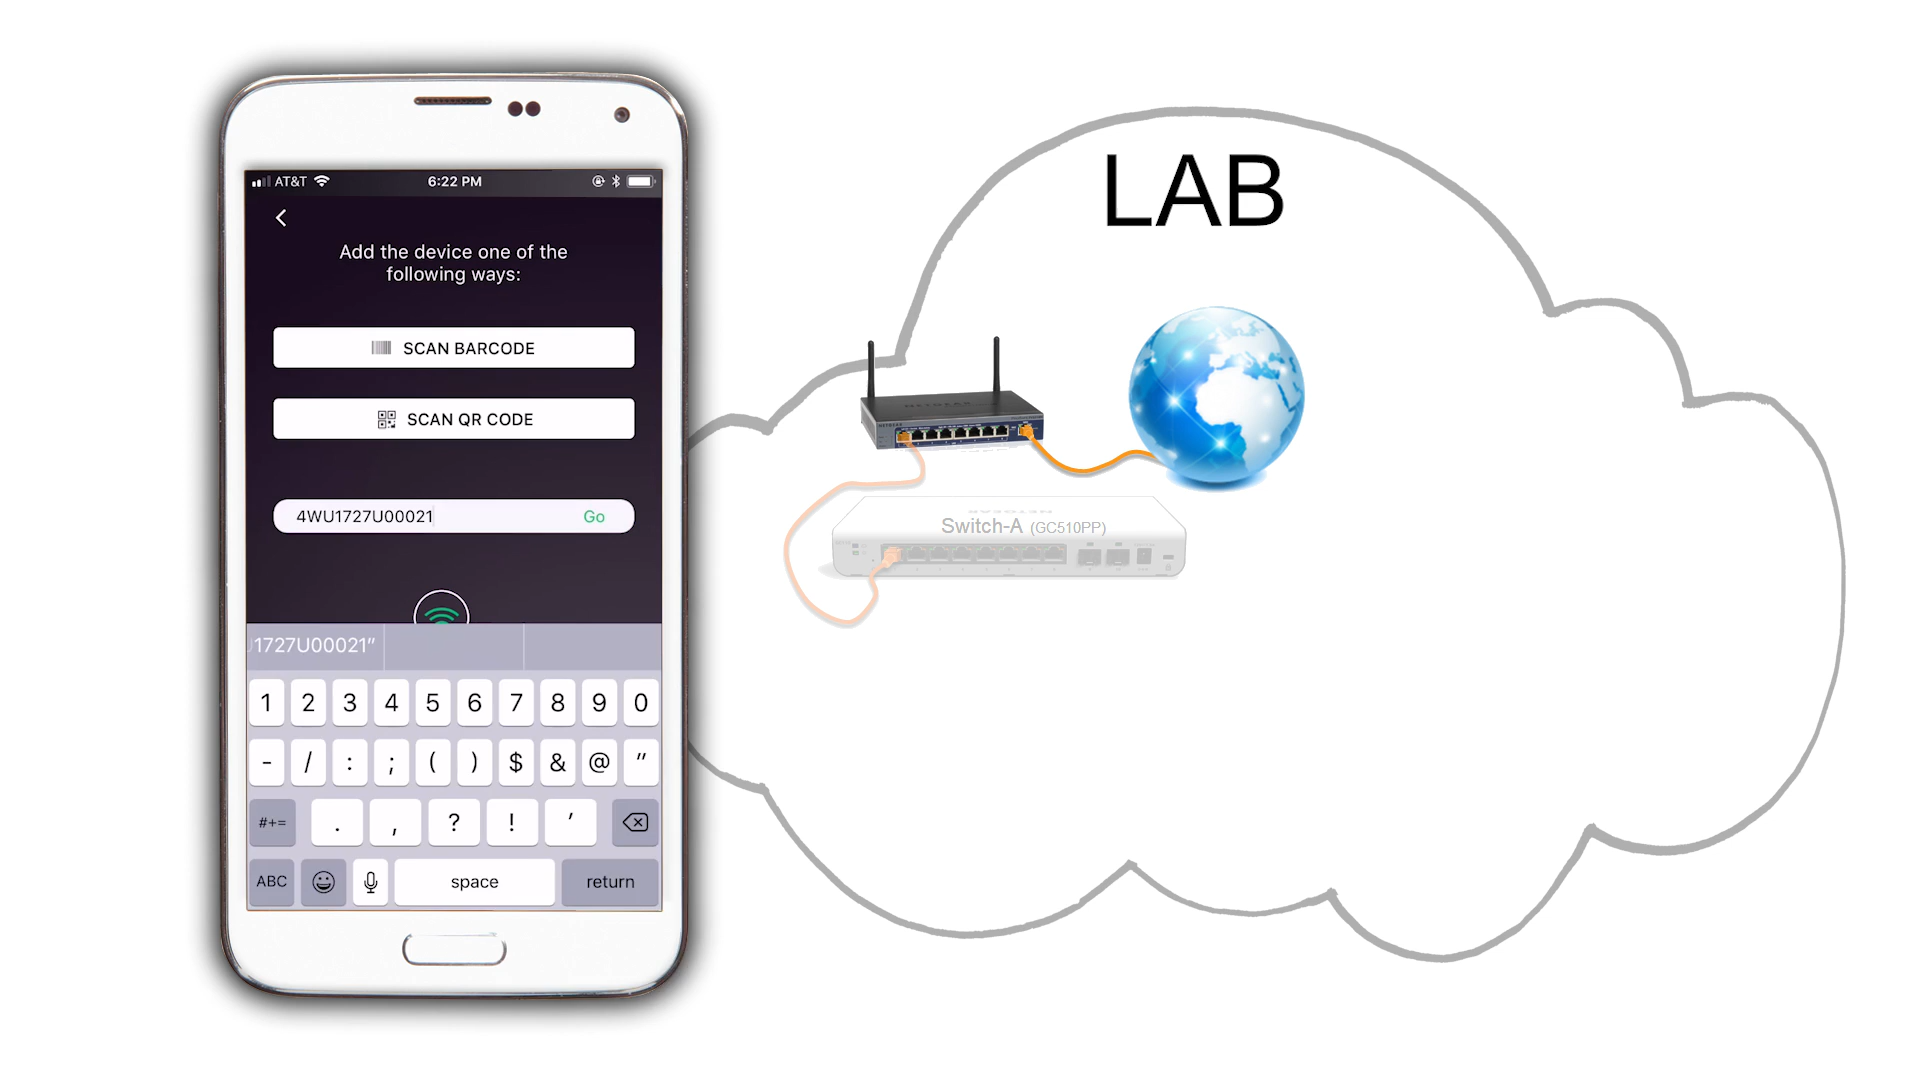 AT&T
6:22 PM
Add the device one of the
following ways:
SCAN BARCODE
SCAN QR CODE
4WU1727U00021
Go
1727U00021"
1 2 3 4 5 6 7 8 9 0
- / : ; ( ) $ & @ "
#+= . , ? ! '
ABC space return
LAB
NETGEAR
Switch-A (GC510PP)